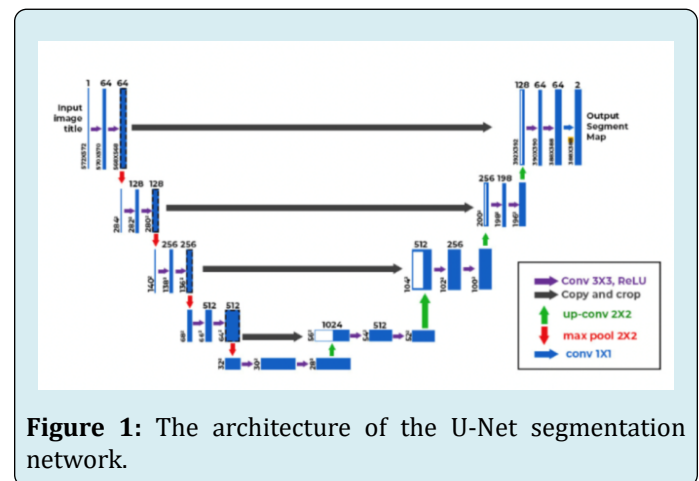 1 64 64
128 64 64 2
Input
image
title
Output
Segment
Map
572X572
570X570
568X568
392X392
390X390
388X388
128 128
256 198
284²
282²
280²
200²
198²
196²
256 256
512 256
140²
138²
136²
104²
102²
100²
512 512
1024 512
68²
64²
56²
54²
52²
32²
30²
28²
Conv 3X3, ReLU
Copy and crop
up-conv 2X2
max pool 2X2
conv 1X1
Figure 1: The architecture of the U-Net segmentation
network.